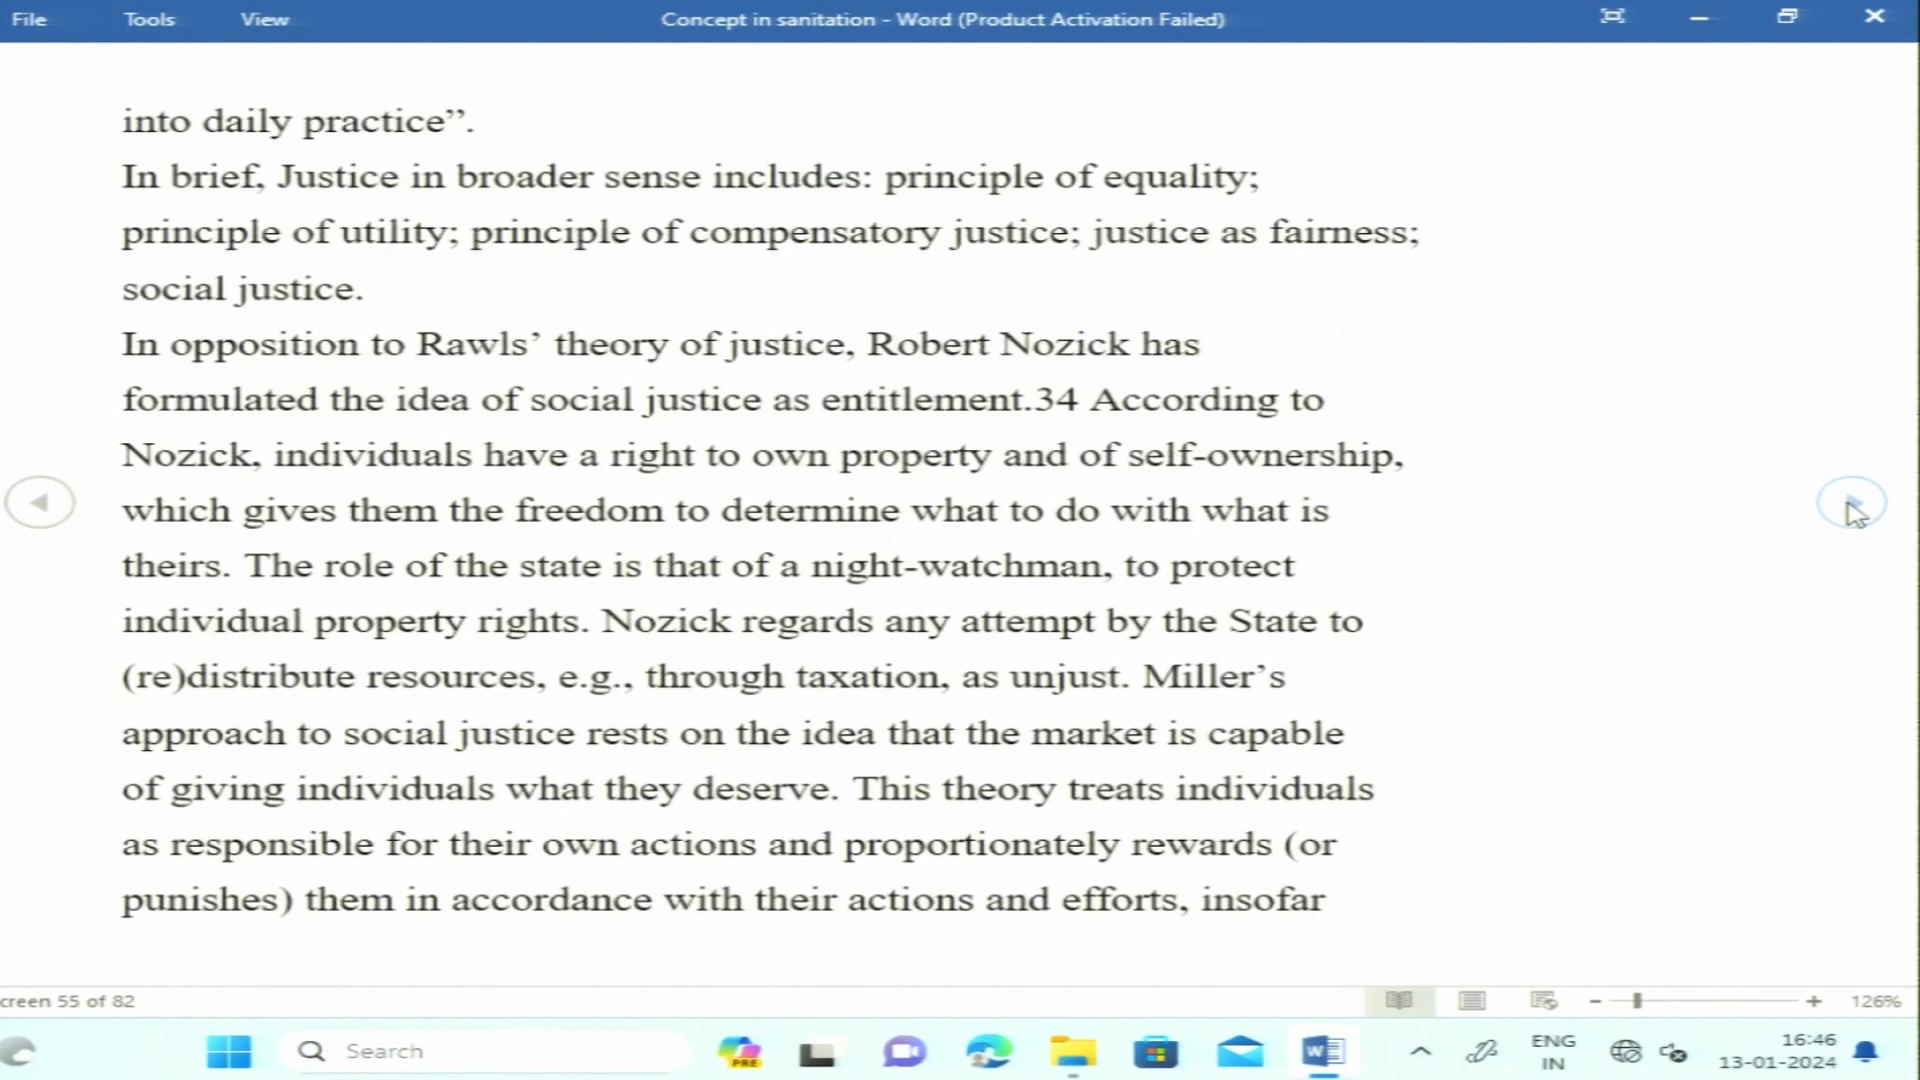 File Tools View Concept in sanitation - Word (Product Activation Failed)
into daily practice”.
In brief, Justice in broader sense includes: principle of equality;
principle of utility; principle of compensatory justice; justice as fairness;
social justice.
In opposition to Rawls’ theory of justice, Robert Nozick has
formulated the idea of social justice as entitlement.34 According to
Nozick, individuals have a right to own property and of self-ownership,
which gives them the freedom to determine what to do with what is
theirs. The role of the state is that of a night-watchman, to protect
individual property rights. Nozick regards any attempt by the State to
(re)distribute resources, e.g., through taxation, as unjust. Miller’s
approach to social justice rests on the idea that the market is capable
of giving individuals what they deserve. This theory treats individuals
as responsible for their own actions and proportionately rewards (or
punishes) them in accordance with their actions and efforts, insofar
creen 55 of 82 126%
Search PRE W ENG 16:46
IN 13-01-2024